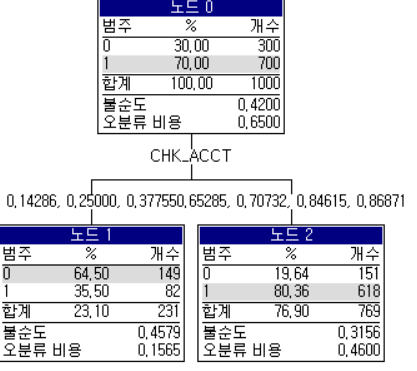 노드 0
범주 % 개수
0 30,00 300
1 70,00 700
합계 100,00 1000
불순도 0,4200
오분류 비용 0,6500
CHK_ACCT
0,14286, 0,25000, 0,37755 0,65285, 0,70732, 0,84615, 0,86871
노드 1
범주 % 개수
0 64,50 149
1 35,50 82
합계 23,10 231
불순도 0,4579
오분류 비용 0,1565
노드 2
범주 % 개수
0 19,64 151
1 80,36 618
합계 76,90 769
불순도 0,3156
오분류 비용 0,4600